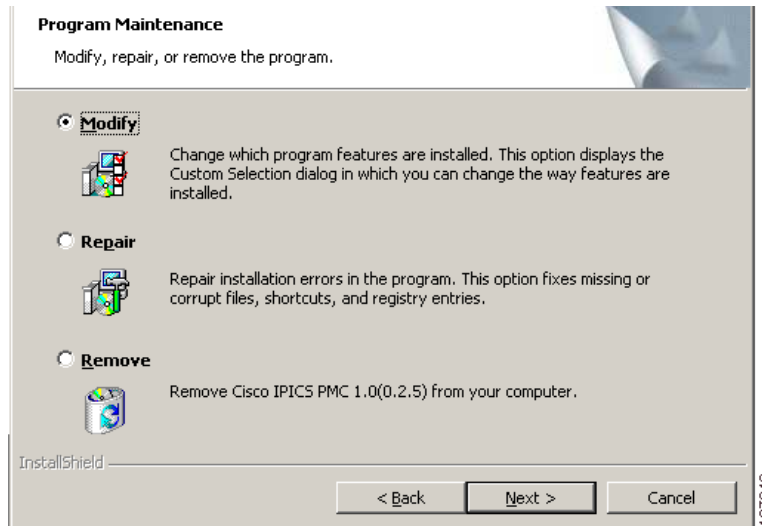 Program Maintenance
Modify, repair, or remove the program.
Modify
Change which program features are installed. This option displays the
Custom Selection dialog in which you can change the way features are
installed.
Repair
Repair installation errors in the program. This option fixes missing or
corrupt files, shortcuts, and registry entries.
Remove
Remove Cisco IPICS PMC 1.0(0.2.5) from your computer.
InstallShield
< Back
Next >
Cancel